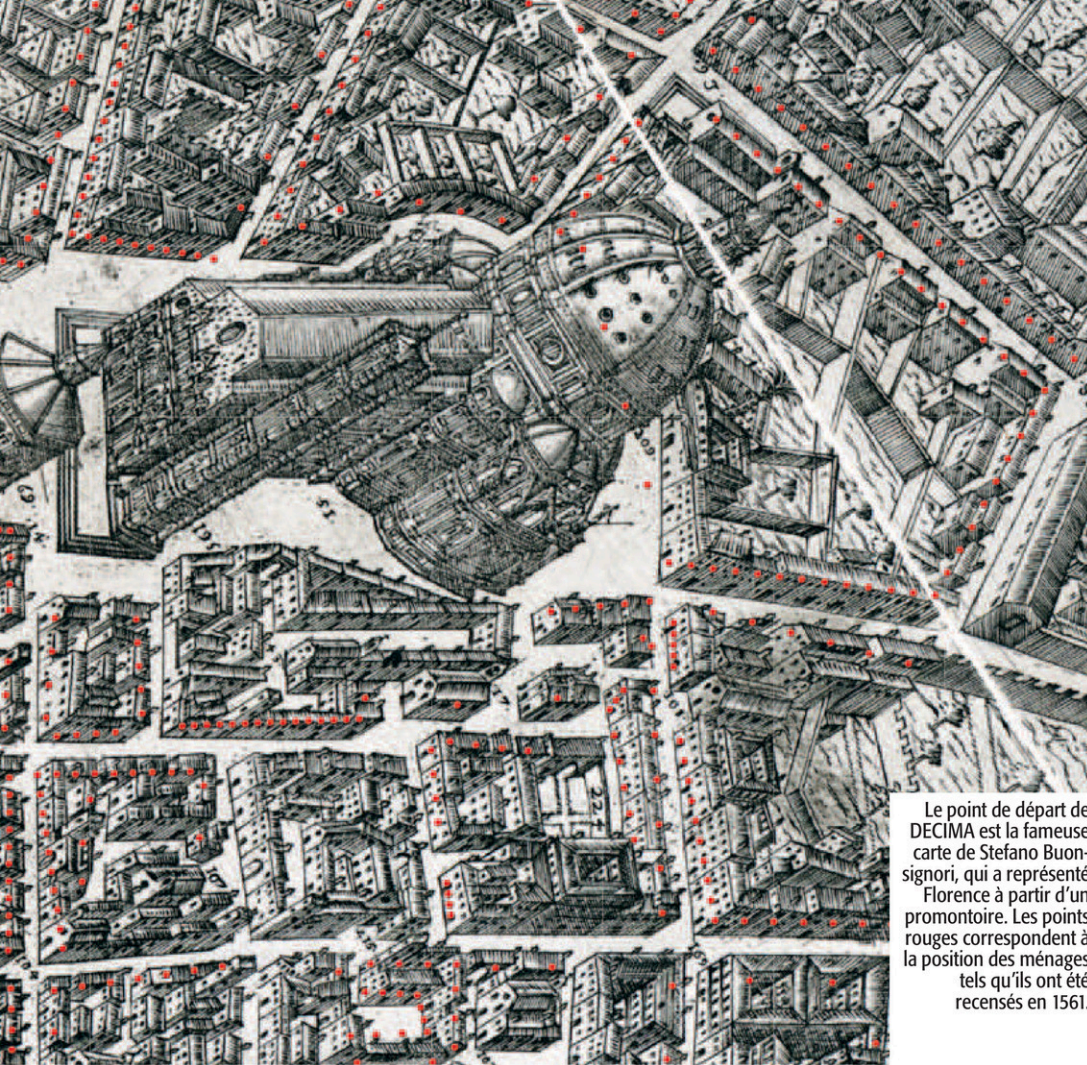 Le point de départ de
DECIMA est la fameuse
carte de Stefano Buon-
signori, qui a représenté
Florence à partir d'un
promontoire. Les points
rouges correspondent à
la position des ménages
tels qu'ils ont été
recensés en 1561.
224